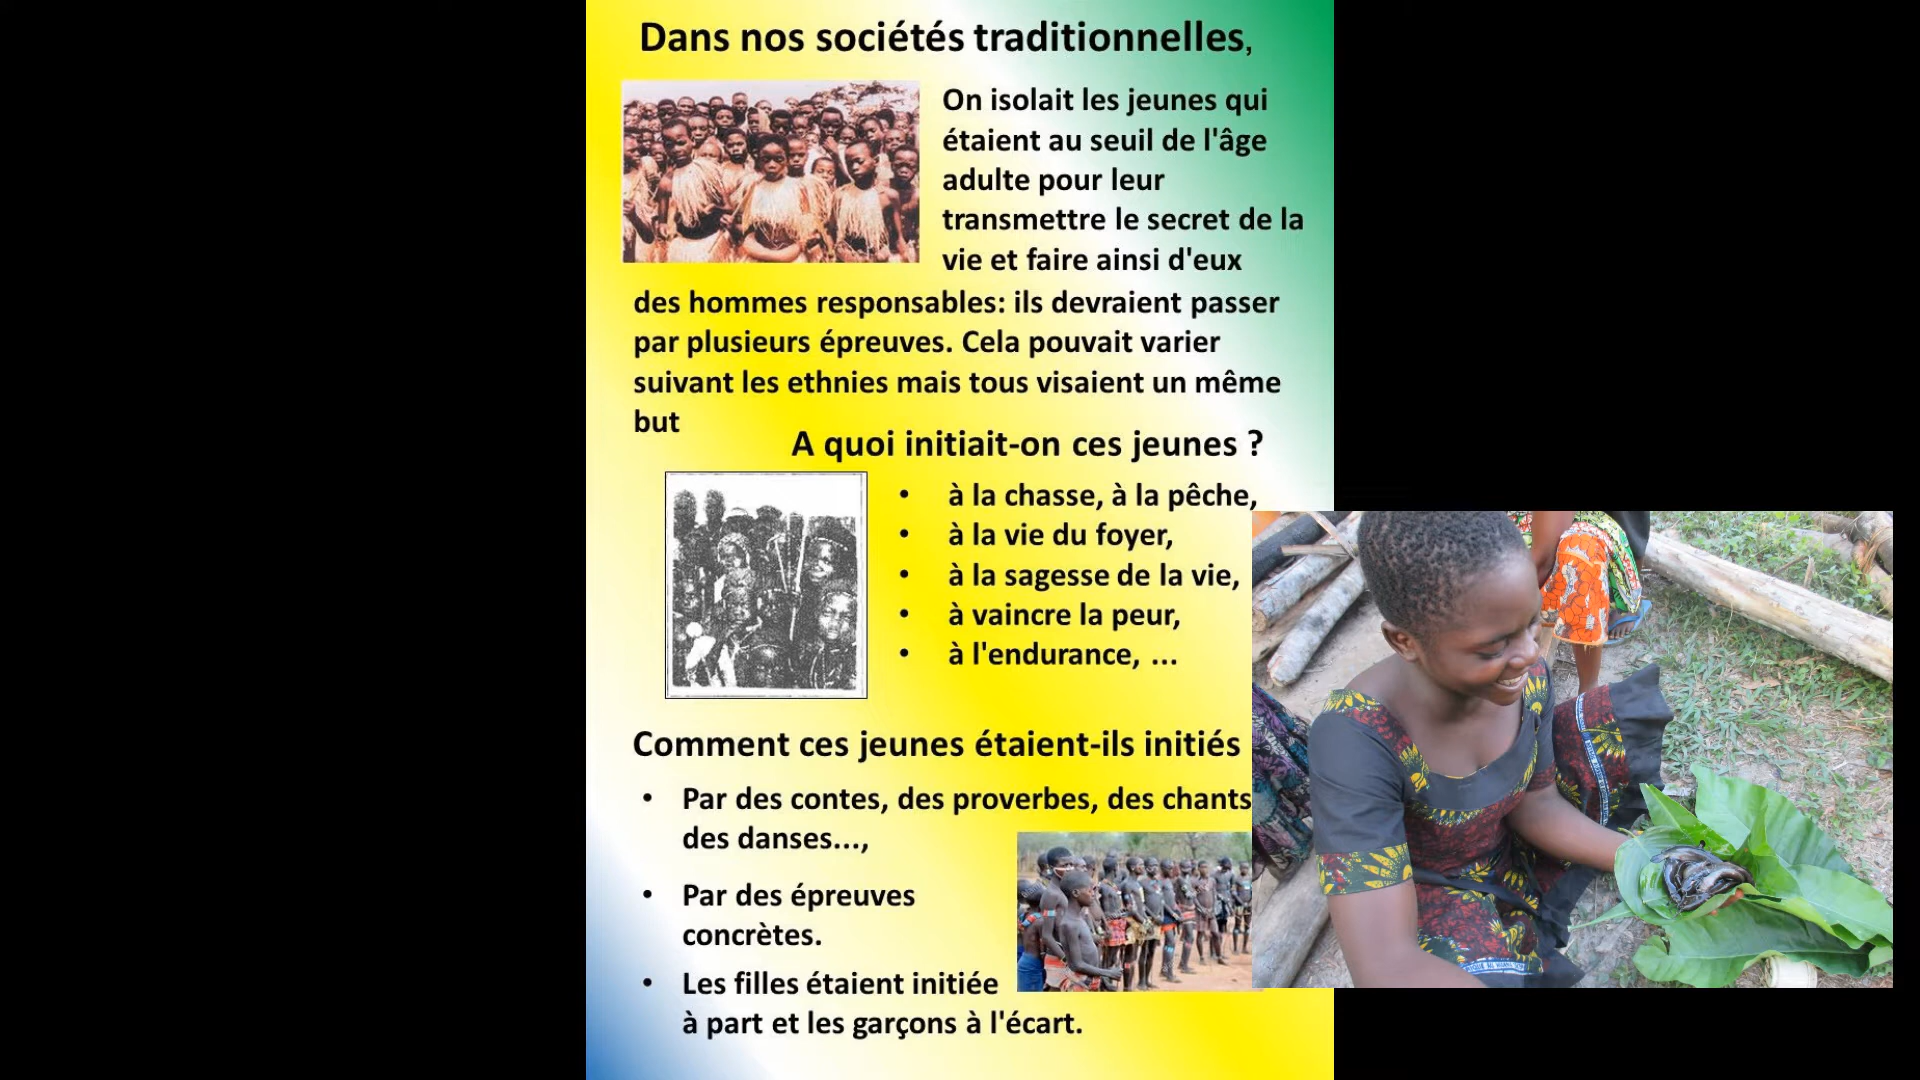 Dans nos sociétés traditionnelles,
On isolait les jeunes qui
étaient au seuil de l'âge
adulte pour leur
transmettre le secret de la
vie et faire ainsi d'eux
des hommes responsables: ils devraient passer
par plusieurs épreuves. Cela pouvait varier
suivant les ethnies mais tous visaient un même
but
A quoi initiait-on ces jeunes ?
• à la chasse, à la pêche,
• à la vie du foyer,
• à la sagesse de la vie,
• à vaincre la peur,
• à l'endurance, ...
Comment ces jeunes étaient-ils initiés
• Par des contes, des proverbes, des chants
des danses...,
• Par des épreuves
concrètes.
• Les filles étaient initiée
à part et les garçons à l'écart.